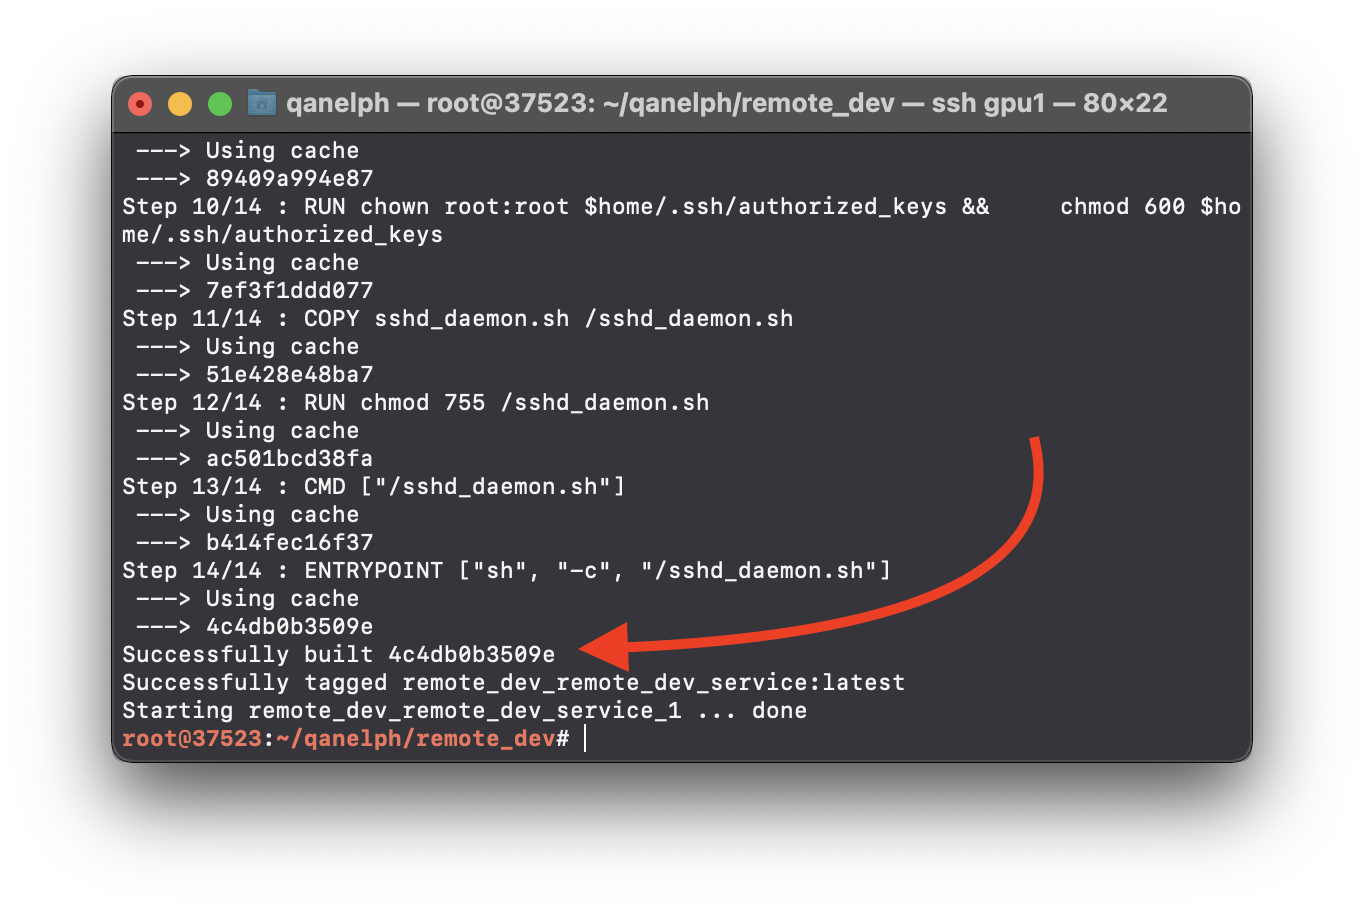 qanelph — root@37523: ~/qanelph/remote_dev — ssh gpu1 — 80×22
---> Using cache
---> 89409a994e87
Step 10/14 : RUN chown root:root $home/.ssh/authorized_keys &&     chmod 600 $ho
me/.ssh/authorized_keys
---> Using cache
---> 7ef3f1ddd077
Step 11/14 : COPY sshd_daemon.sh /sshd_daemon.sh
---> Using cache
---> 51e428e48ba7
Step 12/14 : RUN chmod 755 /sshd_daemon.sh
---> Using cache
---> ac501bcd38fa
Step 13/14 : CMD ["/sshd_daemon.sh"]
---> Using cache
---> b414fec16f37
Step 14/14 : ENTRYPOINT ["sh", "-c", "/sshd_daemon.sh"]
---> Using cache
---> 4c4db0b3509e
Successfully built 4c4db0b3509e
Successfully tagged remote_dev_remote_dev_service:latest
Starting remote_dev_remote_dev_service_1 ... done
root@37523:~/qanelph/remote_dev#